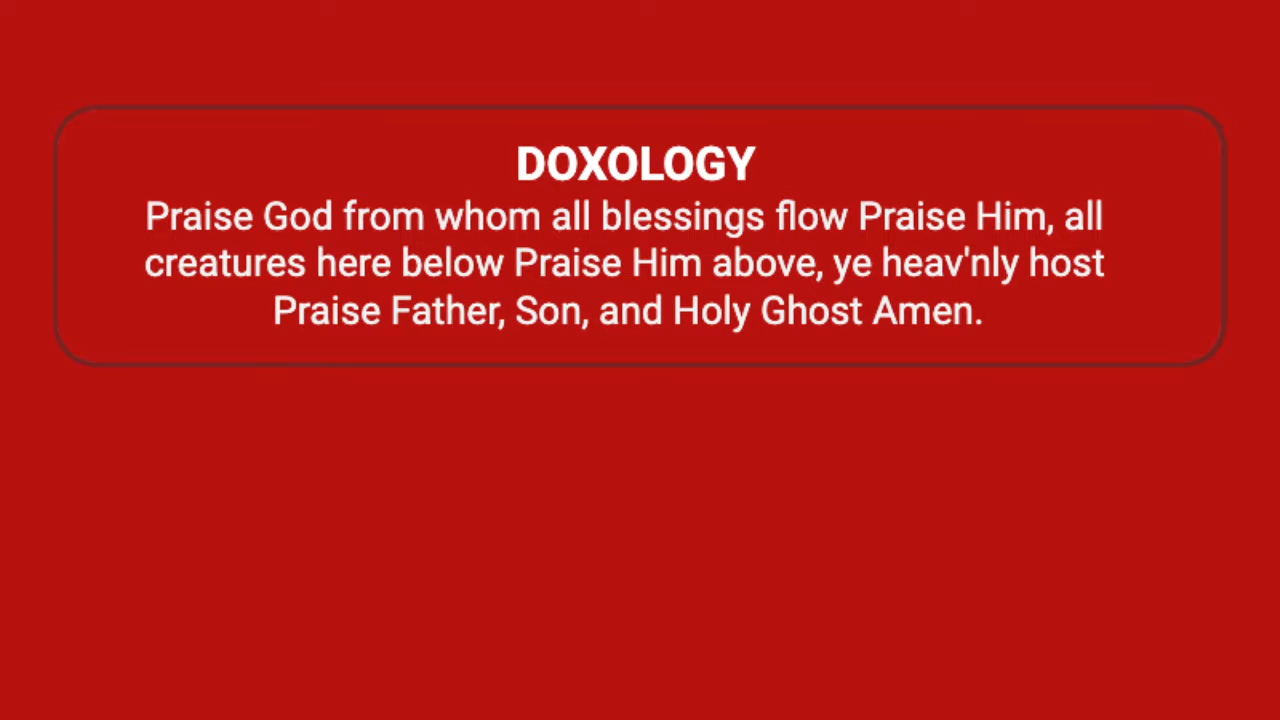 DOXOLOGY
Praise God from whom all blessings flow Praise Him, all
creatures here below Praise Him above, ye heav'nly host
Praise Father, Son, and Holy Ghost Amen.